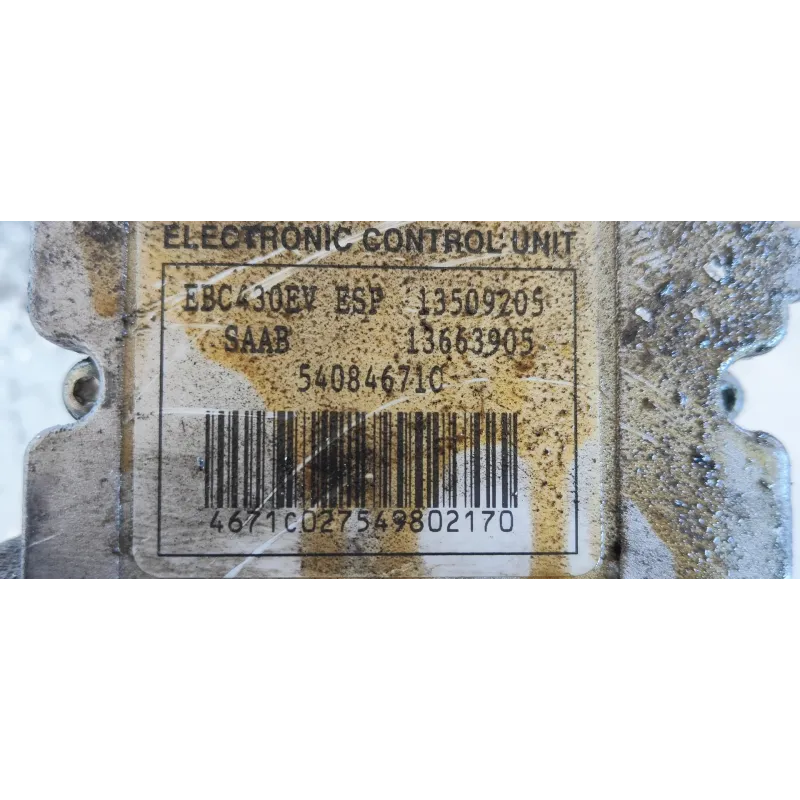 ELECTRONIC CONTROL UNIT
EBC430EV ESP 13509205
SAAB 13663905
54084671C
4671C027549802170